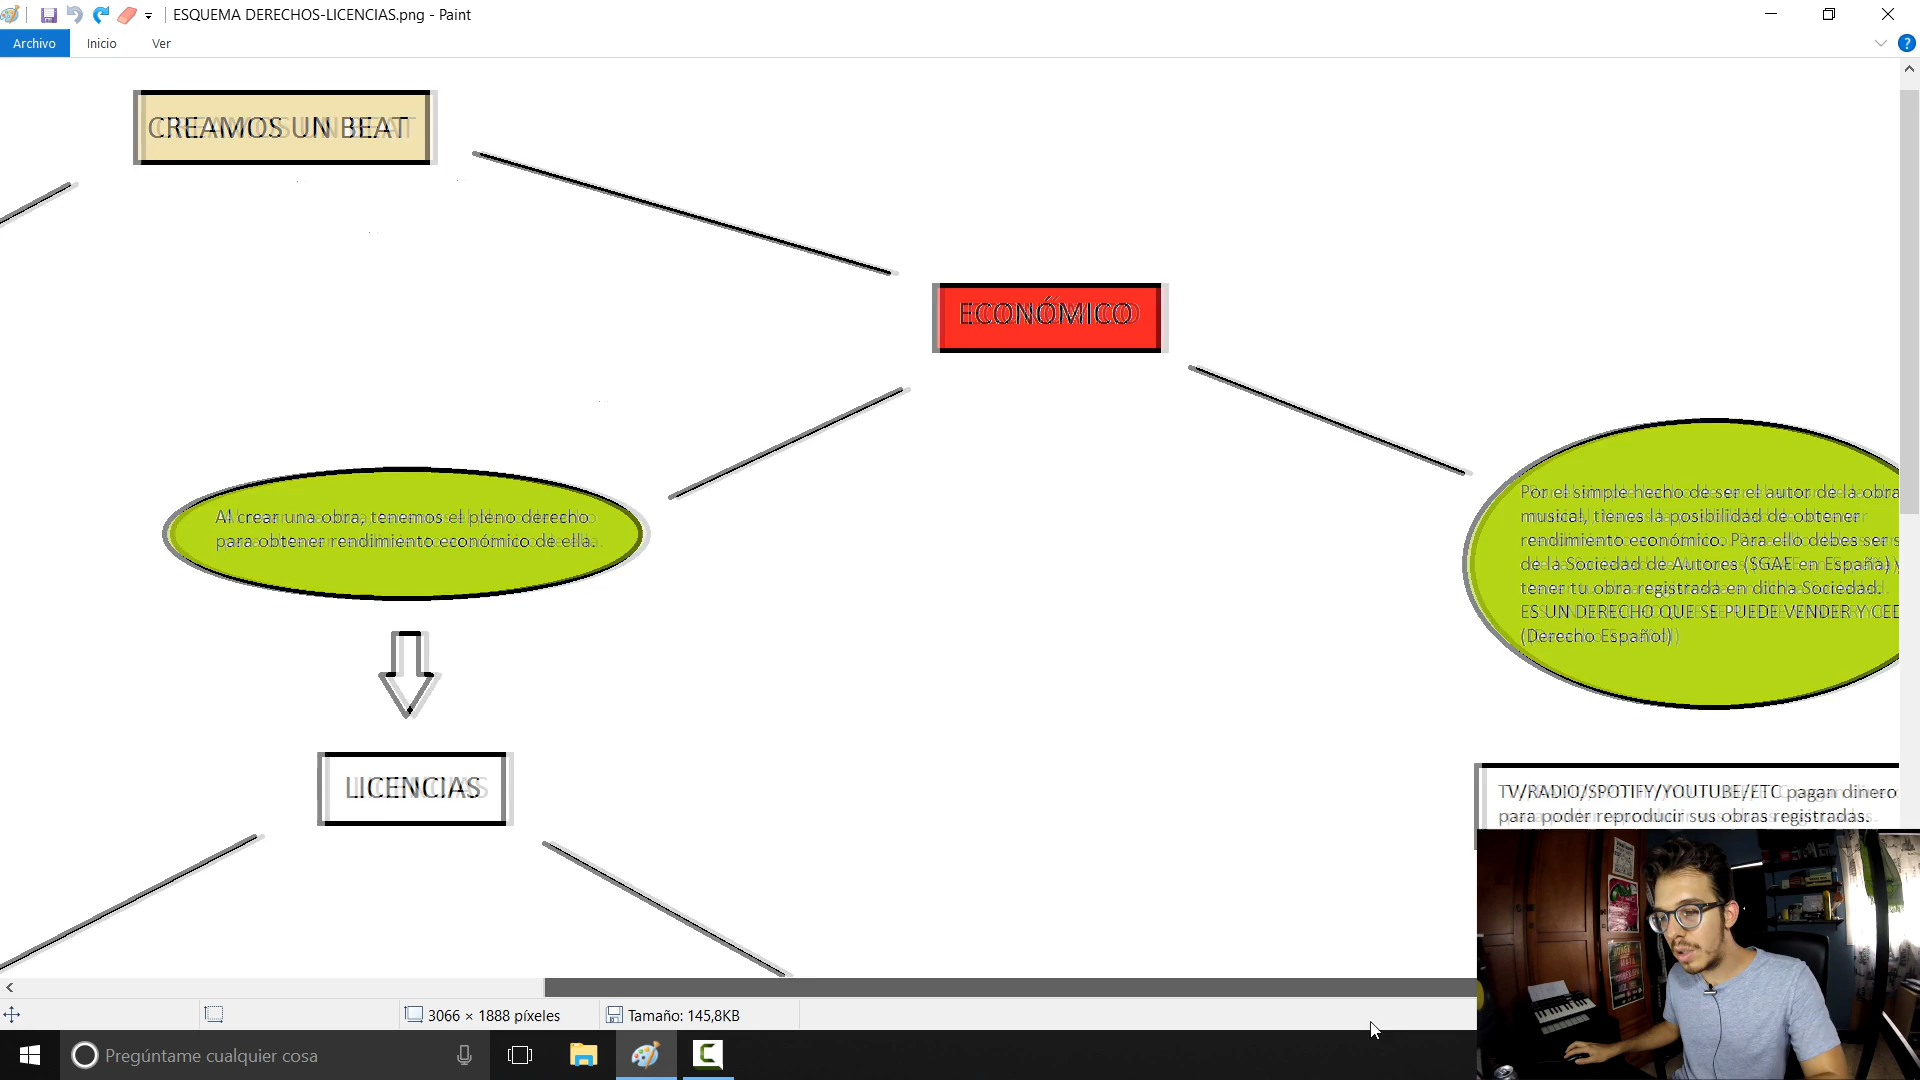 ESQUEMA DERECHOS-LICENCIAS.png - Paint
Archivo Inicio Ver
CREAMOS UN BEAT
ECONÓMICO
Al crear una obra, tenemos el pleno derecho
para obtener rendimiento económico de ella.
Por el simple hecho de ser el autor de la obra
musical, tienes la posibilidad de obtener
rendimiento económico. Para ello debes ser s
de la Sociedad de Autores (SGAE en España) y
tener tu obra registrada en dicha Sociedad.
ES UN DERECHO QUE SE PUEDE VENDER Y CED
(Derecho Español)
LICENCIAS
TV/RADIO/SPOTIFY/YOUTUBE/ETC pagan dinero
para poder reproducir sus obras registradas.
3066 × 1888 píxeles
Tamaño: 145,8KB
Pregúntame cualquier cosa